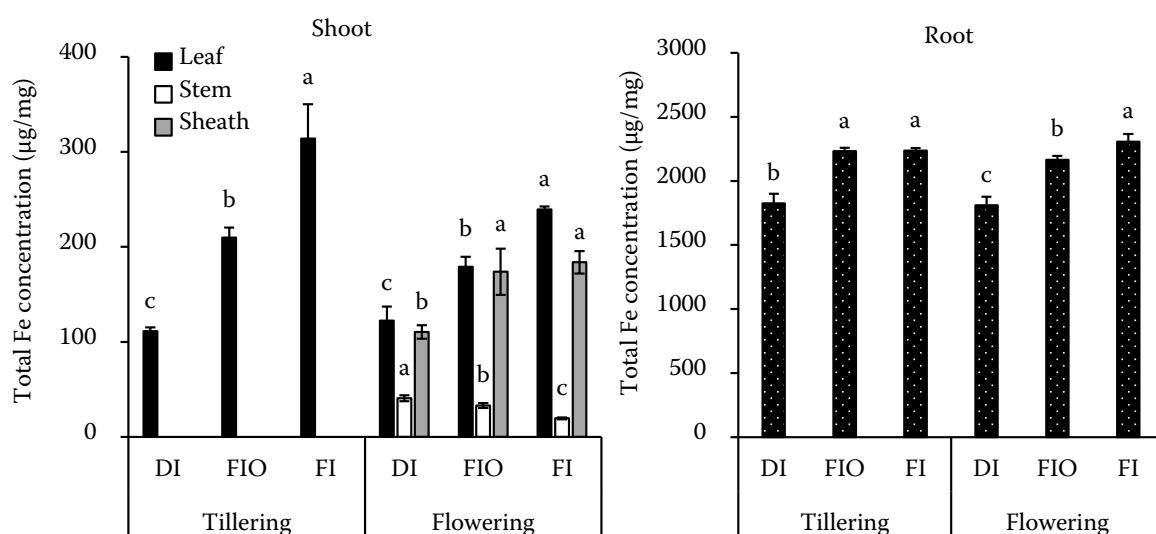 Shoot
Total Fe concentration (µg/mg)
400
300
200
100
0
Leaf
Stem
Sheath
c
b
a
c
a
b
b
b
a
a
c
a
DI
FIO
FI
DI
FIO
FI
Tillering
Flowering
Root
Total Fe concentration (µg/mg)
3000
2500
2000
1500
1000
500
0
b
a
a
c
b
a
DI
FIO
FI
DI
FIO
FI
Tillering
Flowering